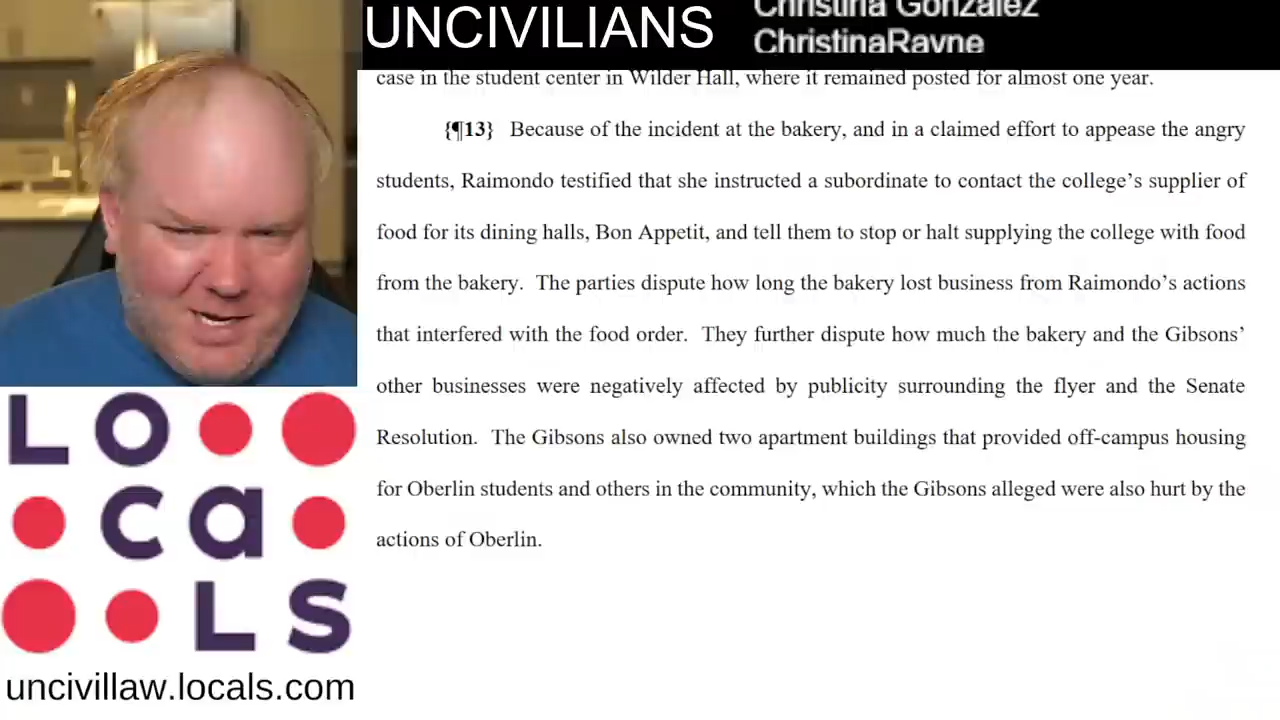 UNCIVILIANS
Christina Gonzalez
ChristinaRayne
case in the student center in Wilder Hall, where it remained posted for almost one year.
{¶13} Because of the incident at the bakery, and in a claimed effort to appease the angry
students, Raimondo testified that she instructed a subordinate to contact the college’s supplier of
food for its dining halls, Bon Appetit, and tell them to stop or halt supplying the college with food
from the bakery. The parties dispute how long the bakery lost business from Raimondo’s actions
that interfered with the food order. They further dispute how much the bakery and the Gibsons’
other businesses were negatively affected by publicity surrounding the flyer and the Senate
Resolution. The Gibsons also owned two apartment buildings that provided off-campus housing
for Oberlin students and others in the community, which the Gibsons alleged were also hurt by the
actions of Oberlin.
LO
ca
LS
uncivillaw.locals.com